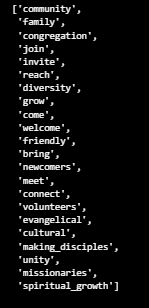 ['community',
'family',
'congregation',
'join',
'invite',
'reach',
'diversity',
'grow',
'come',
'welcome',
'friendly',
'bring',
'newcomers',
'meet',
'connect',
'volunteers',
'evangelical',
'cultural',
'making_disciples',
'unity',
'missionaries',
'spiritual_growth']